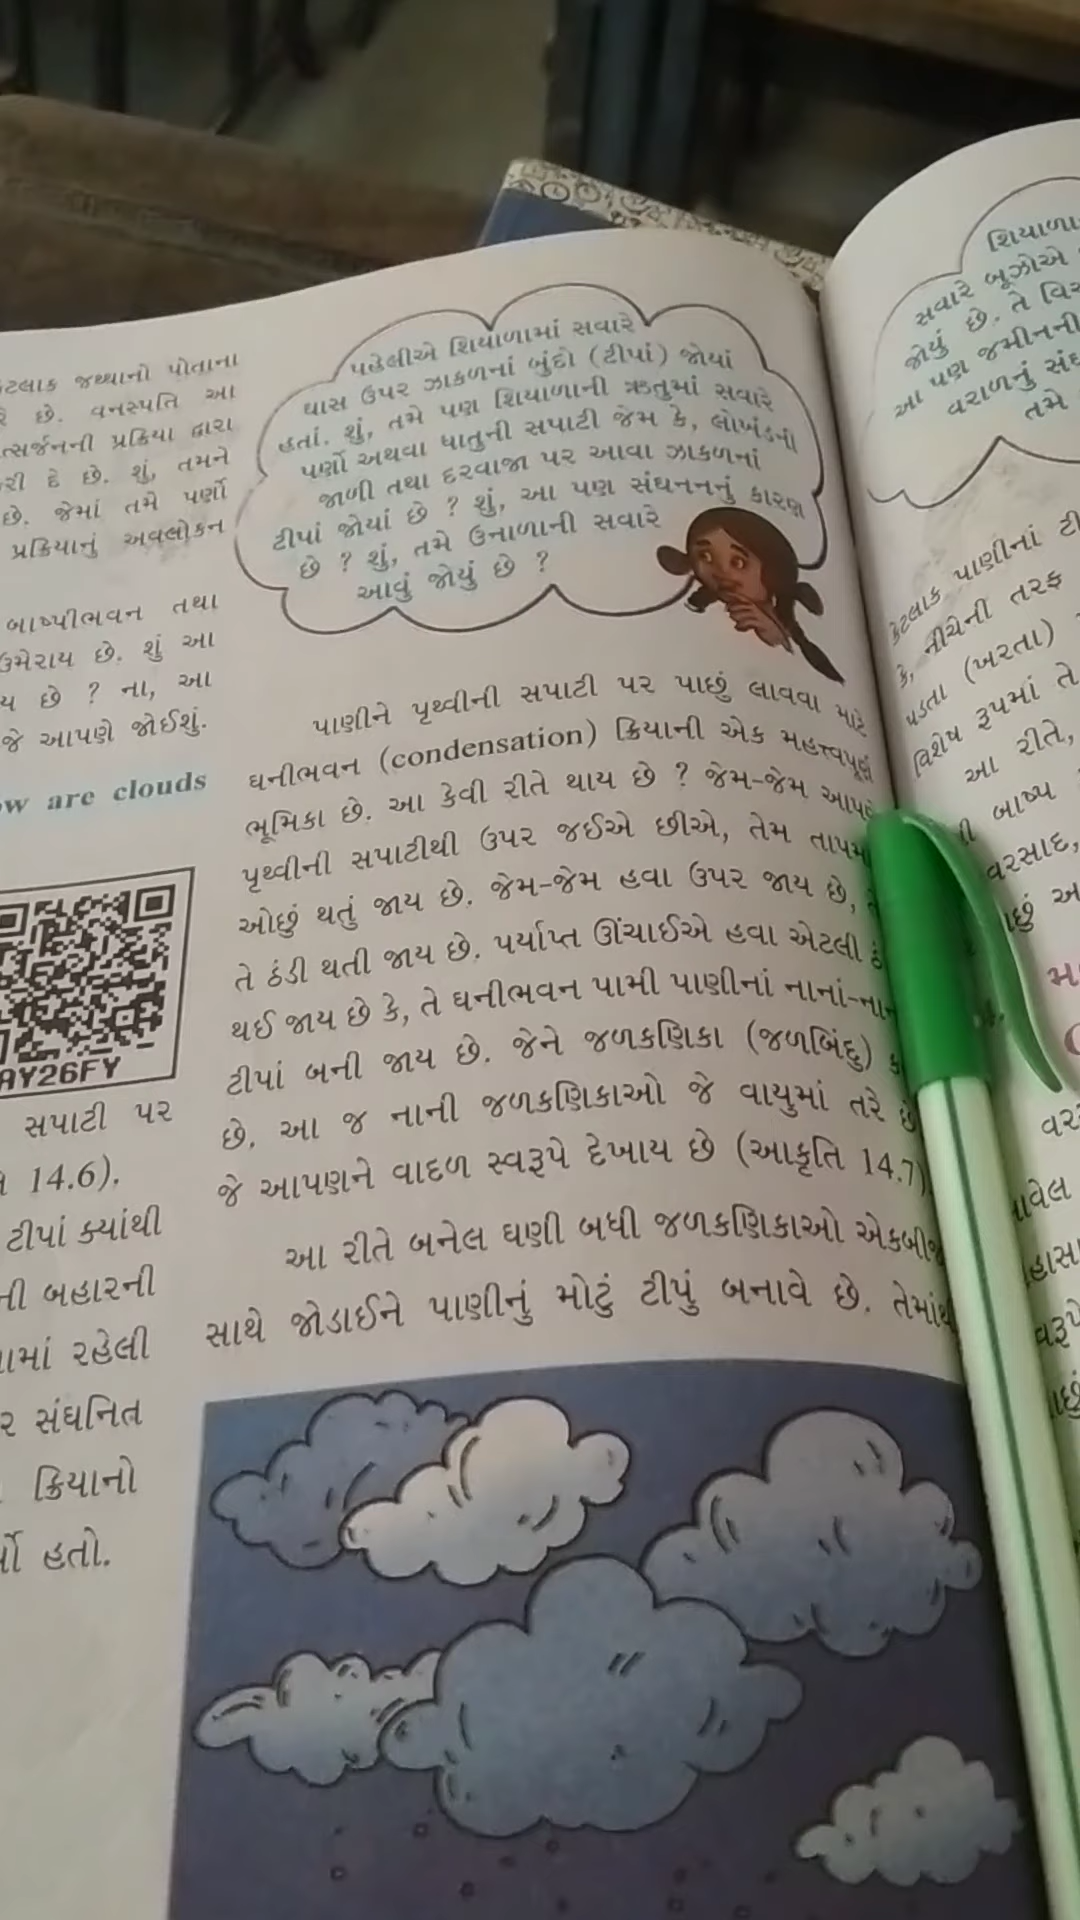 જથ્થાનો પોતાના
છે. વનસ્પતિ આ
પ્રક્રિયા દ્વારા
દે છે. શું, તમને
છે. જેમાં તમે પર્ણો
પ્રક્રિયાનું અવલોકન
બાષ્પીભવન તથા
ઉમેરાય છે. શું આ
છે ? ના, આ
જે આપણે જોઈશું.
are clouds
AY26FY
સપાટી પર
14.6).
ટીપાં ક્યાંથી
બહારની
રહેલી
સંઘનિત
ક્રિયાનો
હતો.
પહેલીએ શિયાળામાં સવારે
ઘાસ ઉપર ઝાકળનાં બુંદો (ટીપાં) જોયાં
હતાં. શું, તમે પણ શિયાળાની ઋતુમાં સવારે
પર્ણો અથવા ધાતુની સપાટી જેમ કે, લોખંડની
જાળી તથા દરવાજા પર આવા ઝાકળનાં
ટીપાં જોયાં છે ? શું, આ પણ સંઘનનનું કારણ
છે ? શું, તમે ઉનાળાની સવારે
આવું જોયું છે ?
પાણીને પૃથ્વીની સપાટી પર પાછું લાવવા માટે
ઘનીભવન (condensation) ક્રિયાની એક મહત્ત્વપૂર્ણ
ભૂમિકા છે. આ કેવી રીતે થાય છે ? જેમ-જેમ
પૃથ્વીની સપાટીથી ઉપર જઈએ છીએ, તેમ
ઓછું થતું જાય છે. જેમ-જેમ હવા ઉપર જાય છે,
તે ઠંડી થતી જાય છે. પર્યાપ્ત ઊંચાઈએ હવા એટલી
થઈ જાય છે કે, તે ઘનીભવન પામી પાણીનાં
ટીપાં બની જાય છે. જેને જળકણિકા (જળબિંદુ)
છે. આ જ નાની જળકણિકાઓ જે વાયુમાં તરે છે
જે આપણને વાદળ સ્વરૂપે દેખાય છે (આકૃતિ 14.7)
આ રીતે બનેલ ઘણી બધી જળકણિકાઓ
સાથે જોડાઈને પાણીનું મોટું ટીપું બનાવે છે.
સવારે બૂઝોએ
જોયું છે. તે
આ પણ જમીનની
વરાળનું
તમે
કેટલાક પાણીનાં
કે, નીચેની તરફ
પડતા (ખરતા)
વિશેષ રૂપમાં તે
આ રીતે,
બાષ્પ
વરસાદ,